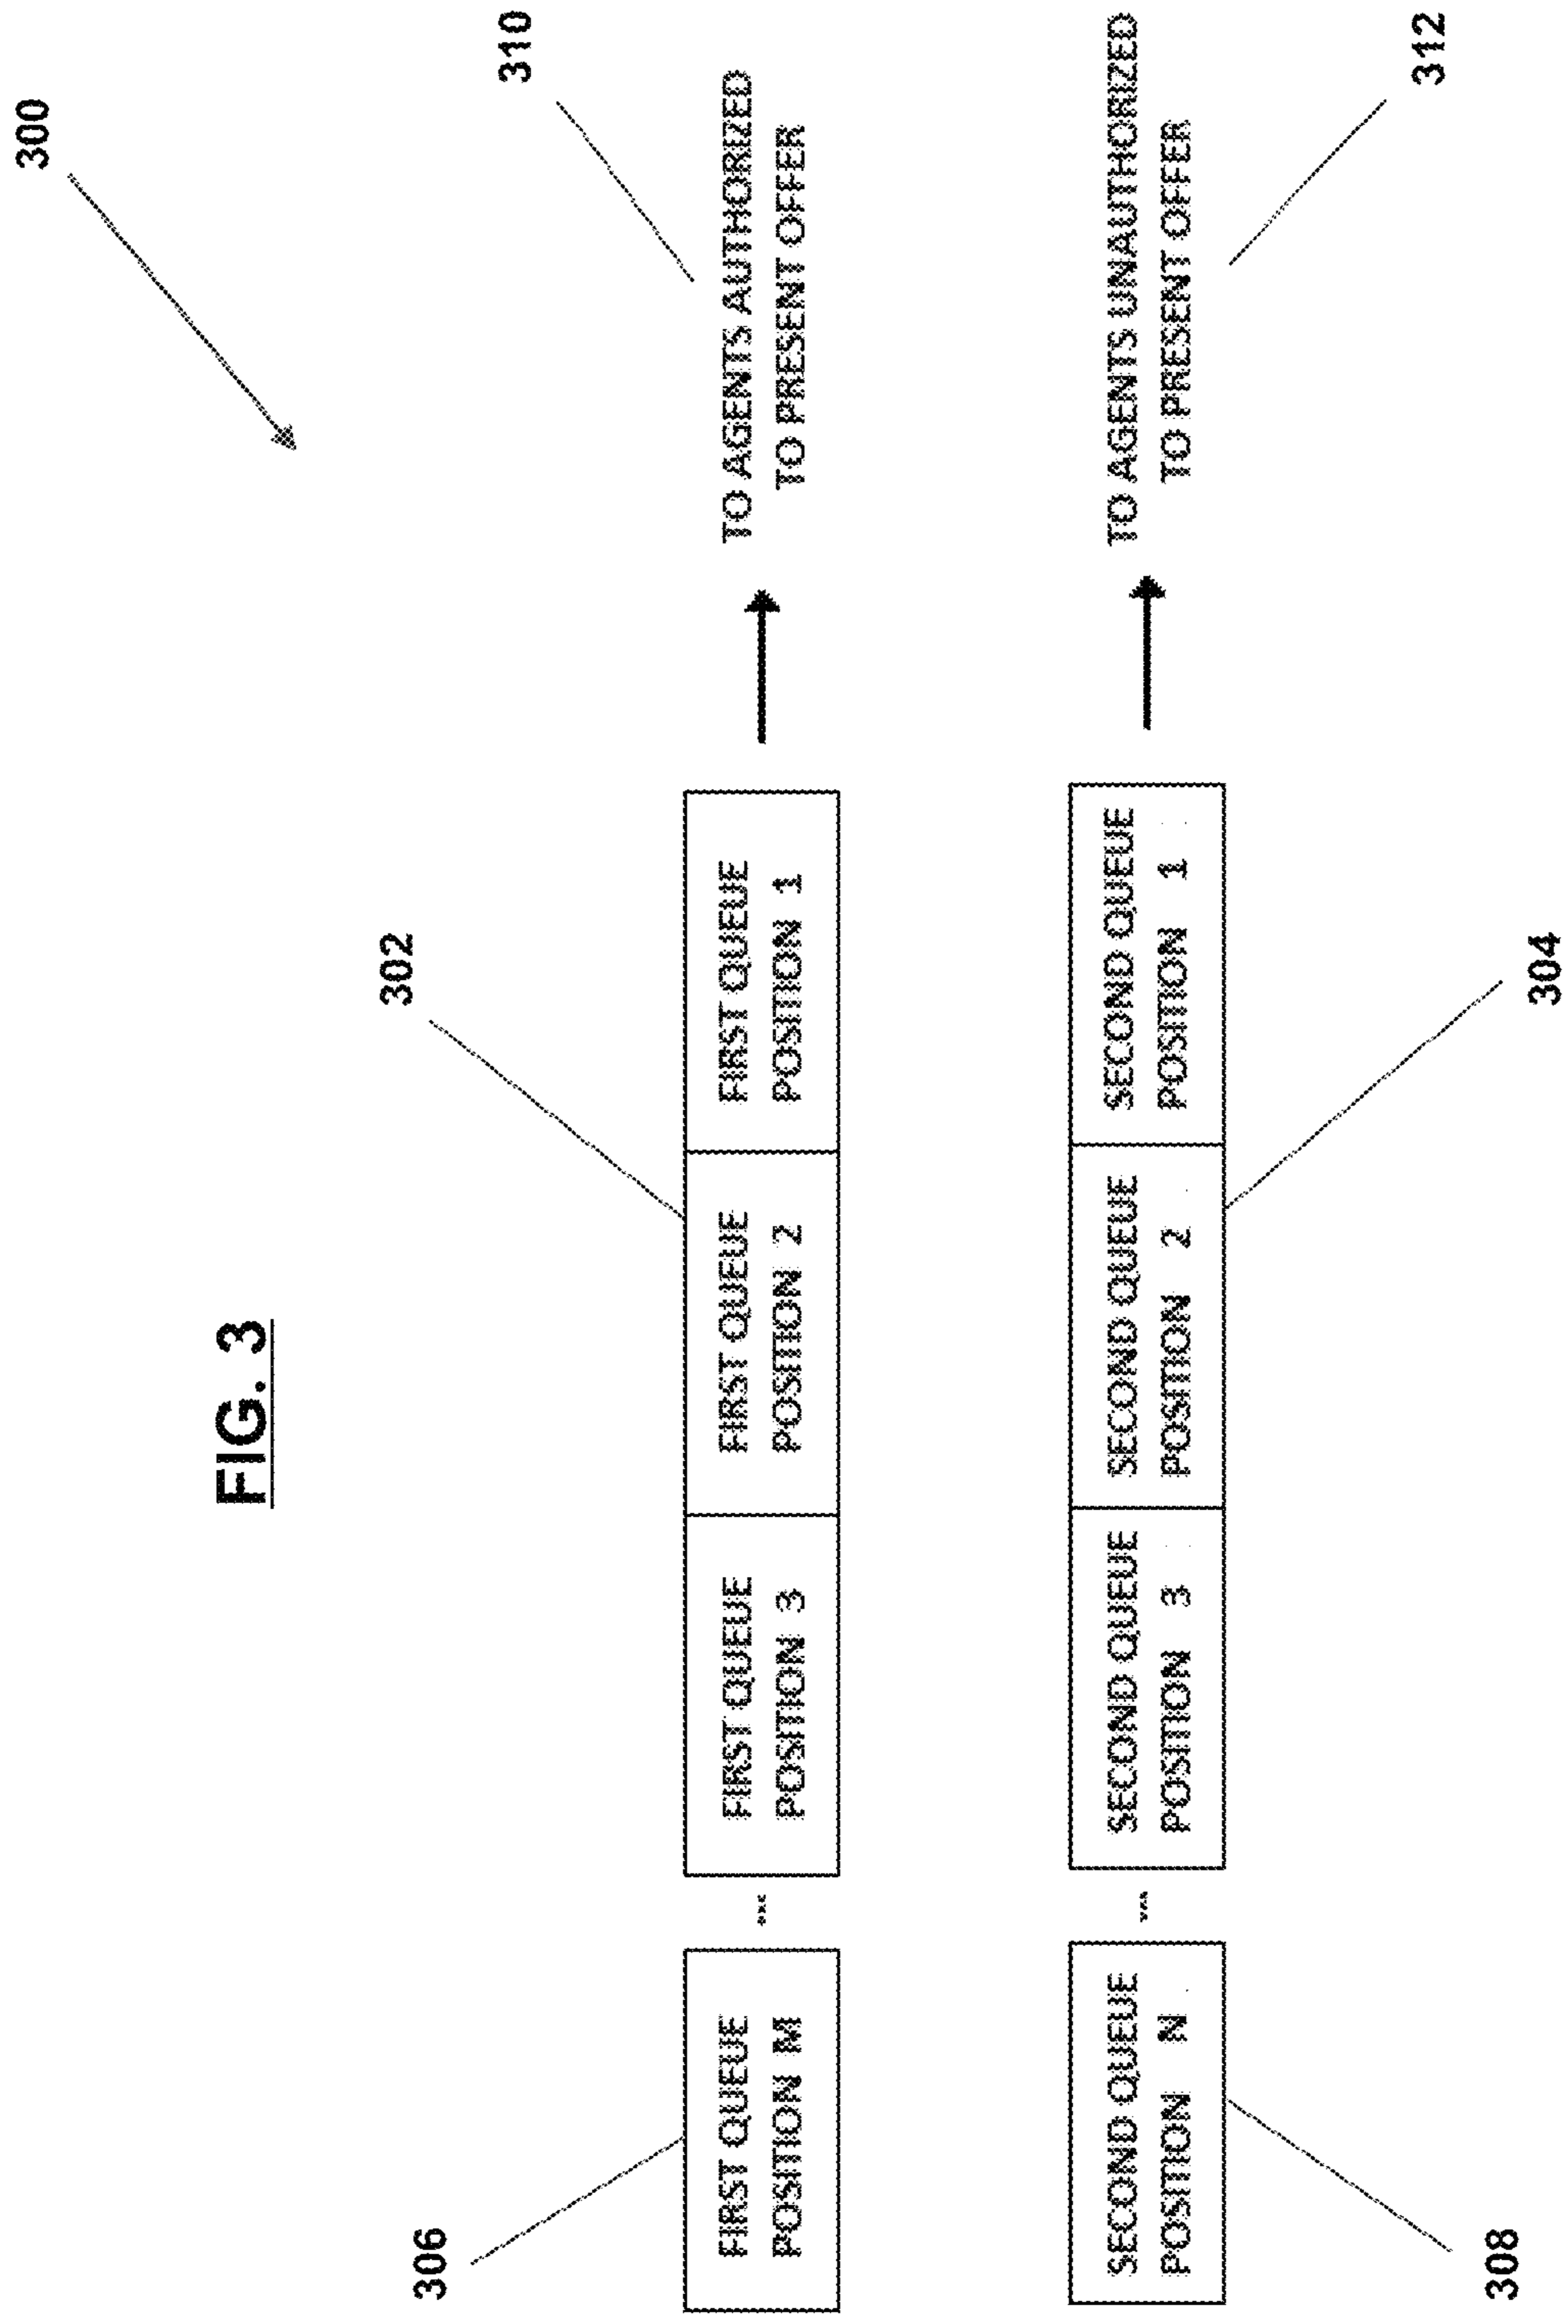 FIG. 3
300
302
306
310
FIRST QUEUE
POSITION M
...
FIRST QUEUE
POSITION 3
FIRST QUEUE
POSITION 2
FIRST QUEUE
POSITION 1
TO AGENTS AUTHORIZED
TO PRESENT OFFER
SECOND QUEUE
POSITION N
...
SECOND QUEUE
POSITION 3
SECOND QUEUE
POSITION 2
SECOND QUEUE
POSITION 1
TO AGENTS UNAUTHORIZED
TO PRESENT OFFER
308
304
312